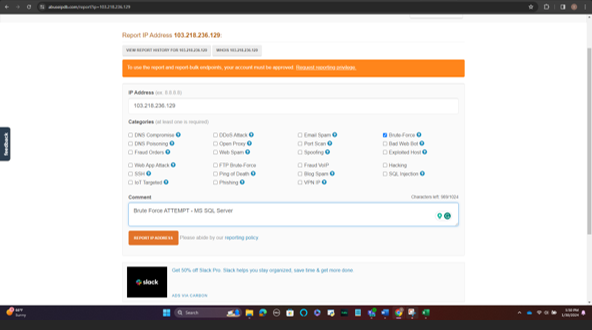 abuseipdb.com/report?ip=103.218.236.129
Report IP Address 103.218.236.129:
VIEW REPORT HISTORY FOR 103.218.236.129 WHOIS 103.218.236.129
To use the report and report bulk endpoints, your account must be approved. Request reporting privileges.
IP Address (ex. 8.8.8.8)
103.218.236.129
Categories (at least one is required)
DNS Compromise DDoS Attack Email Spam Brute-Force
DNS Poisoning Open Proxy Port Scan Bad Web Bot
Fraud Orders Web Spam Spoofing Exploited Host
Web App Attack FTP Brute-Force Fraud VoIP Hacking
SSH Ping of Death Blog Spam SQL Injection
IoT Targeted Phishing VPN IP
Comment Characters left:
Brute Force ATTEMPT - MS SQL Server
REPORT IP ADDRESS Please abide by our reporting policy
Feedback
slack
Get 50% off Slack Pro. Slack helps you stay organized, save time & get more done
ADS VIA CARBON
Sunny
Search